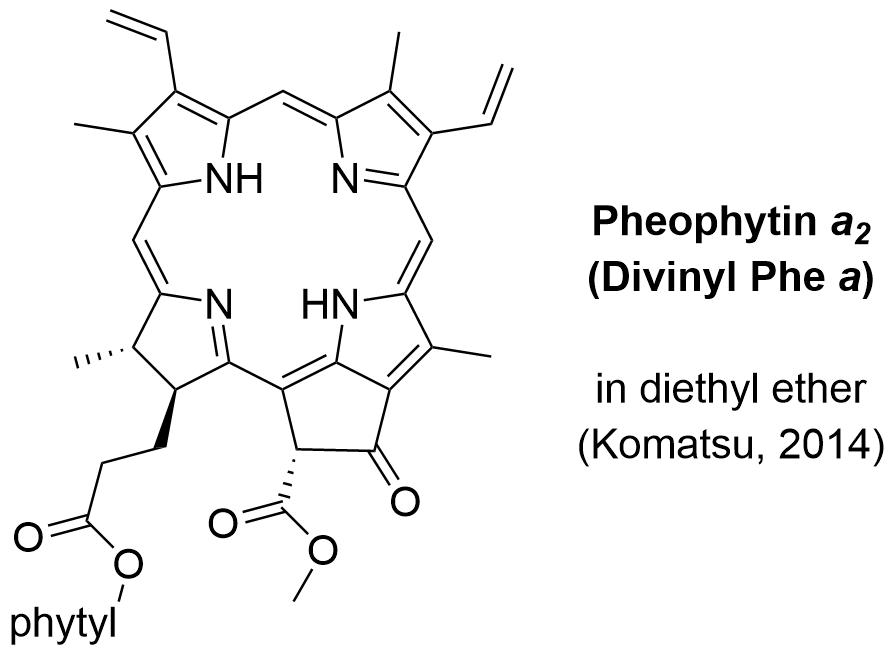 NH
N
N
HN
O
O
phytyl
O
O
O
Pheophytin a2
(Divinyl Phe a)
in diethyl ether
(Komatsu, 2014)